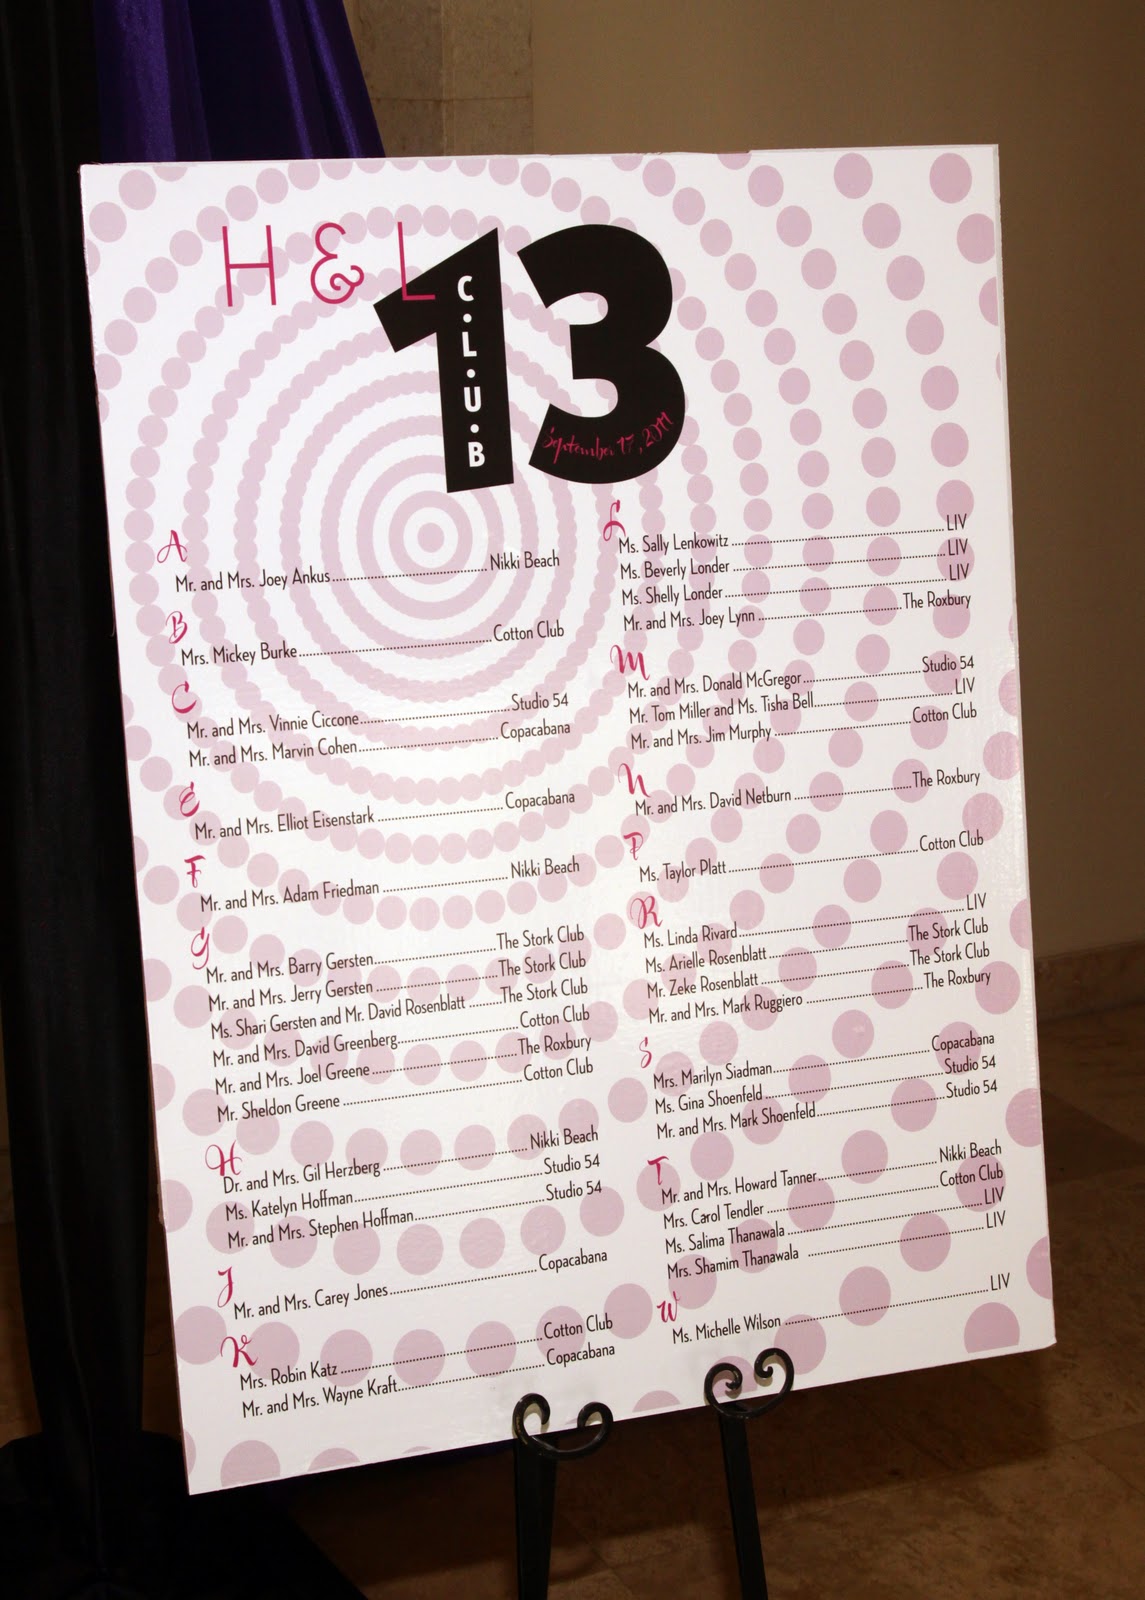 H & L
13
C·L·U·B
September 17, 2011
A
Mr. and Mrs. Joey Ankus Nikki Beach
B
Mrs. Mickey Burke Cotton Club
C
Mr. and Mrs. Vinnie Ciccone Studio 54
Mr. and Mrs. Marvin Cohen Copacabana
E
Mr. and Mrs. Elliot Eisenstark Copacabana
F
Mr. and Mrs. Adam Friedman Nikki Beach
G
Mr. and Mrs. Barry Gersten The Stork Club
Mr. and Mrs. Jerry Gersten The Stork Club
Ms. Shari Gersten and Mr. David Rosenblatt The Stork Club
Mr. and Mrs. David Greenberg Cotton Club
Mr. and Mrs. Joel Greene The Roxbury
Mr. Sheldon Greene Cotton Club
H
Dr. and Mrs. Gil Herzberg Nikki Beach
Ms. Katelyn Hoffman Studio 54
Mr. and Mrs. Stephen Hoffman Studio 54
J
Mr. and Mrs. Carey Jones Copacabana
K
Mrs. Robin Katz Cotton Club
Mr. and Mrs. Wayne Kraft Copacabana
L
Ms. Sally Lenkowitz LIV
Ms. Beverly Londer LIV
Ms. Shelly Londer LIV
Mr. and Mrs. Joey Lynn The Roxbury
M
Mr. and Mrs. Donald McGregor Studio 54
Mr. Tom Miller and Ms. Tisha Bell LIV
Mr. and Mrs. Jim Murphy Cotton Club
N
Mr. and Mrs. David Netburn The Roxbury
P
Ms. Taylor Platt Cotton Club
R
Ms. Linda Rivard LIV
Ms. Arielle Rosenblatt The Stork Club
Mr. Zeke Rosenblatt The Stork Club
Mr. and Mrs. Mark Ruggiero The Roxbury
S
Mrs. Marilyn Siadman Copacabana
Ms. Gina Shoenfeld Studio 54
Mr. and Mrs. Mark Shoenfeld Studio 54
T
Mr. and Mrs. Howard Tanner Nikki Beach
Mrs. Carol Tendler Cotton Club
Ms. Salima Thanawala LIV
Mrs. Shamim Thanawala LIV
W
Ms. Michelle Wilson LIV